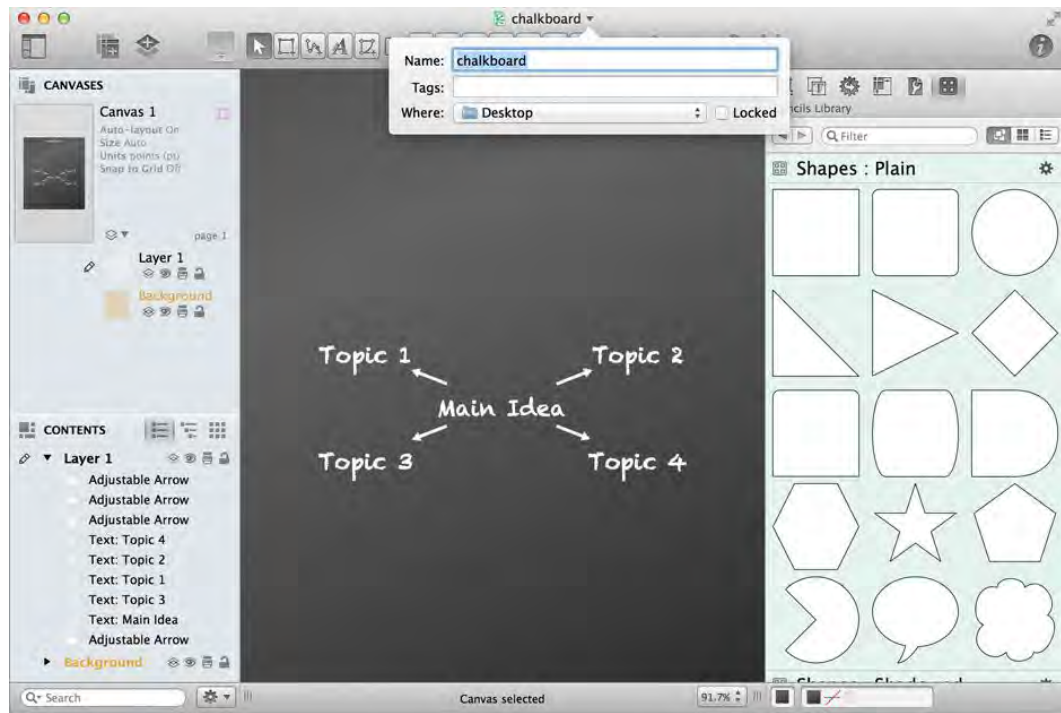 chalkboard
Name: chalkboard
Tags:
Where: Desktop Locked
CANVASES
Canvas 1
Auto-layout On
Size Auto
Units points (pt)
Snap to Grid Off
page 1
Layer 1
Background
Library
Filter
Shapes : Plain
Topic 1
Topic 2
Main Idea
Topic 3
Topic 4
CONTENTS
Layer 1
Adjustable Arrow
Adjustable Arrow
Adjustable Arrow
Text: Topic 4
Text: Topic 2
Text: Topic 1
Text: Topic 3
Text: Main Idea
Adjustable Arrow
Background
Search
Canvas selected
91.7%